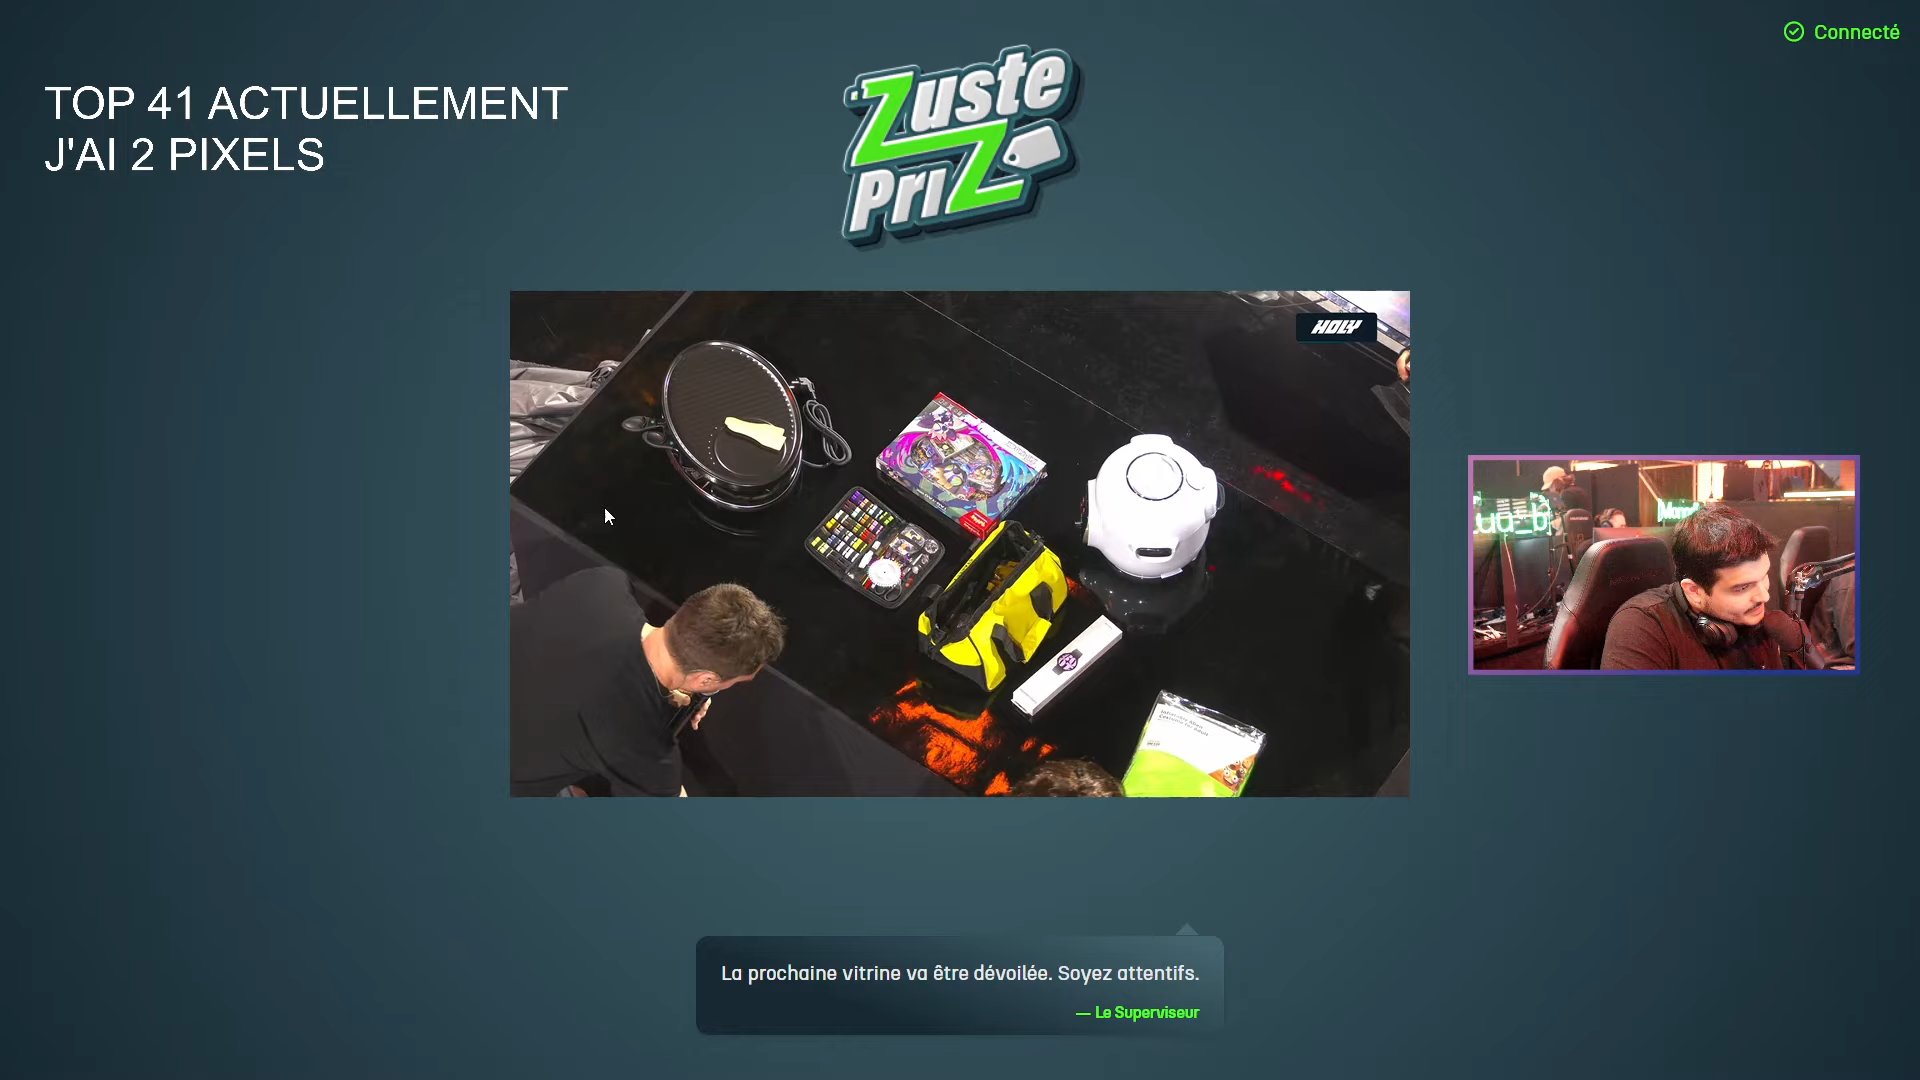 Connecté
TOP 41 ACTUELLEMENT
J'AI 2 PIXELS
Zuste
PriZ
HOLY
La prochaine vitrine va être dévoilée. Soyez attentifs.
— Le Superviseur